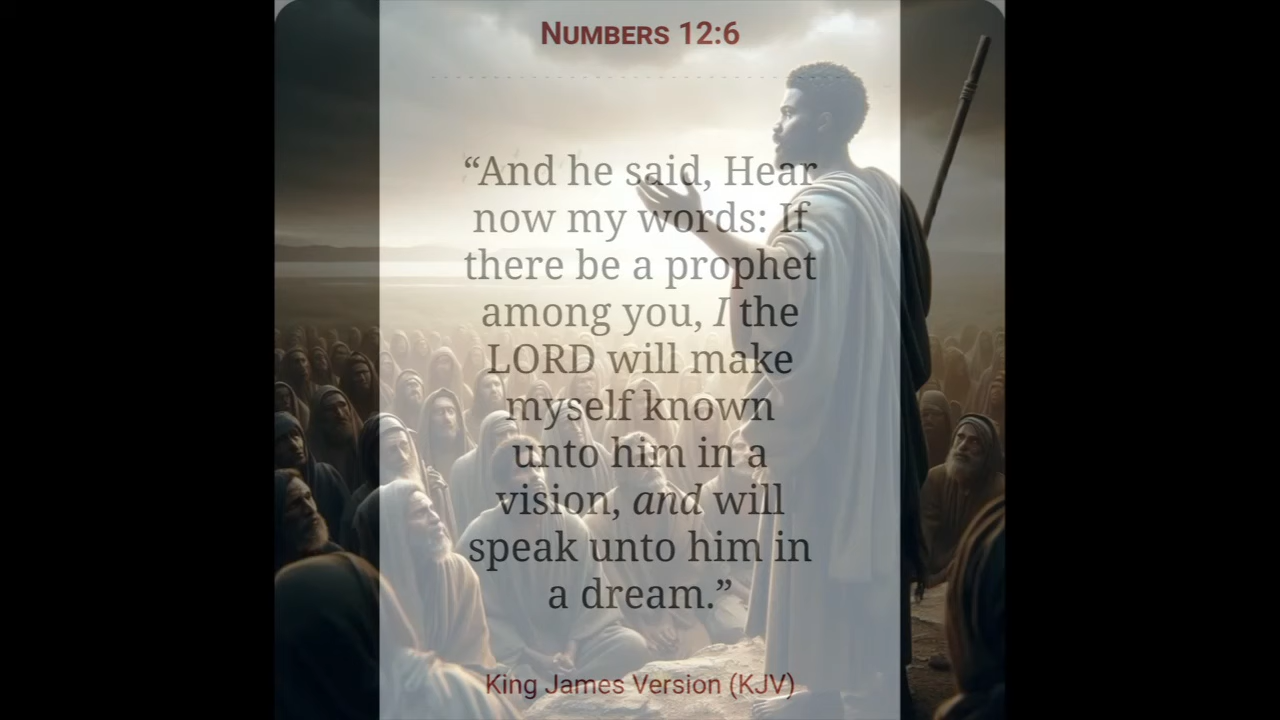 Numbers 12:6
“And he said, Hear
now my words: If
there be a prophet
among you, I the
LORD will make
myself known
unto him in a
vision, and will
speak unto him in
a dream.”
King James Version (KJV)